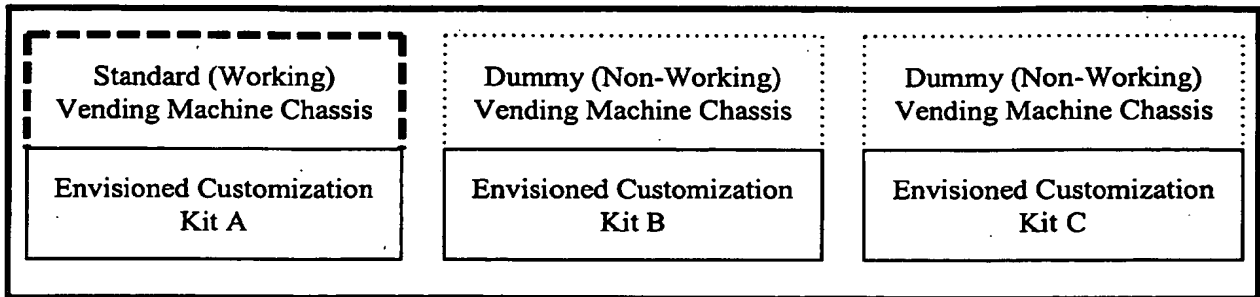 Standard (Working)
Vending Machine Chassis
Envisioned Customization
Kit A
Dummy (Non-Working)
Vending Machine Chassis
Envisioned Customization
Kit B
Dummy (Non-Working)
Vending Machine Chassis
Envisioned Customization
Kit C